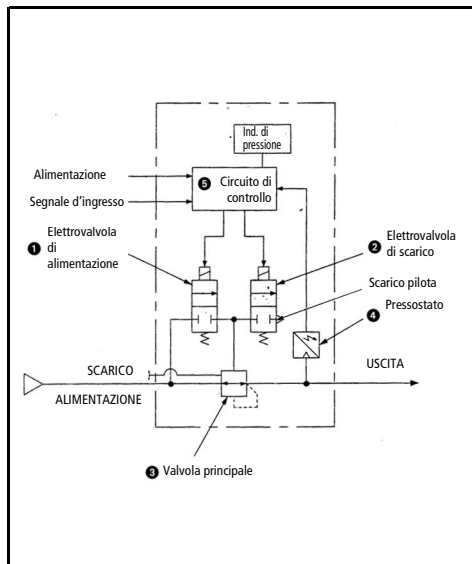 Ind. di
pressione
Alimentazione
❺ Circuito di
controllo
Segnale d'ingresso
Elettrovalvola
❶ di
alimentazione
Elettrovalvola
❷ di scarico
Scarico pilota
❹ Pressostato
SCARICO
USCITA
ALIMENTAZIONE
❸ Valvola principale